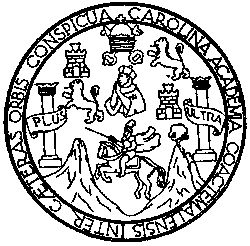 CAETERAS ORBIS CONSPICUA CAROLINA ACADEMIA COACTEMALENSIS INTER
PLUS
ULTRA